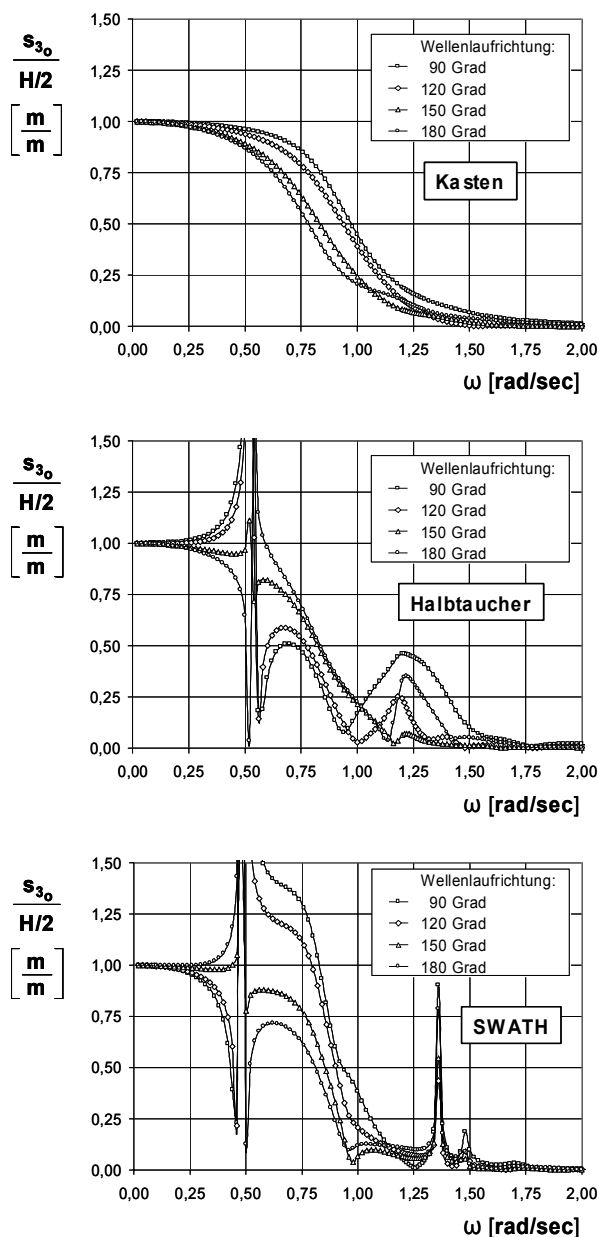 s₃ₒ
H/2
[m
m]
1,50
1,25
1,00
0,75
0,50
0,25
0,00
Wellenlaufrichtung:
90 Grad
120 Grad
150 Grad
180 Grad
Kasten
0,00 0,25 0,50 0,75 1,00 1,25 1,50 1,75 2,00
ω [rad/sec]
s₃ₒ
H/2
[m
m]
1,50
1,25
1,00
0,75
0,50
0,25
0,00
Wellenlaufrichtung:
90 Grad
120 Grad
150 Grad
180 Grad
Halbtaucher
0,00 0,25 0,50 0,75 1,00 1,25 1,50 1,75 2,00
ω [rad/sec]
s₃ₒ
H/2
[m
m]
1,50
1,25
1,00
0,75
0,50
0,25
0,00
Wellenlaufrichtung:
90 Grad
120 Grad
150 Grad
180 Grad
SWATH
0,00 0,25 0,50 0,75 1,00 1,25 1,50 1,75 2,00
ω [rad/sec]